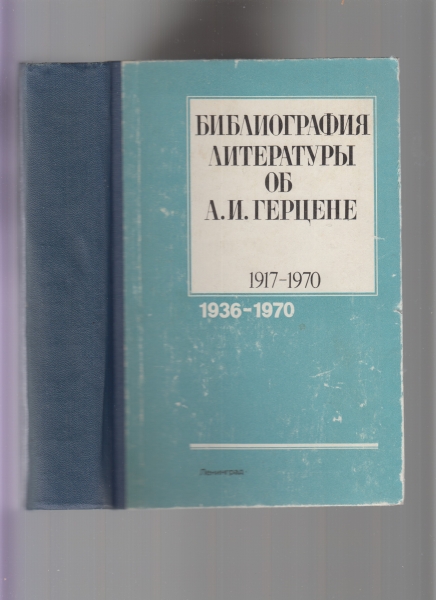 БИБЛИОГРАФИЯ
ЛИТЕРАТУРЫ
ОБ
А.И.ГЕРЦЕНЕ
1917-1970
1936-1970
Ленинград